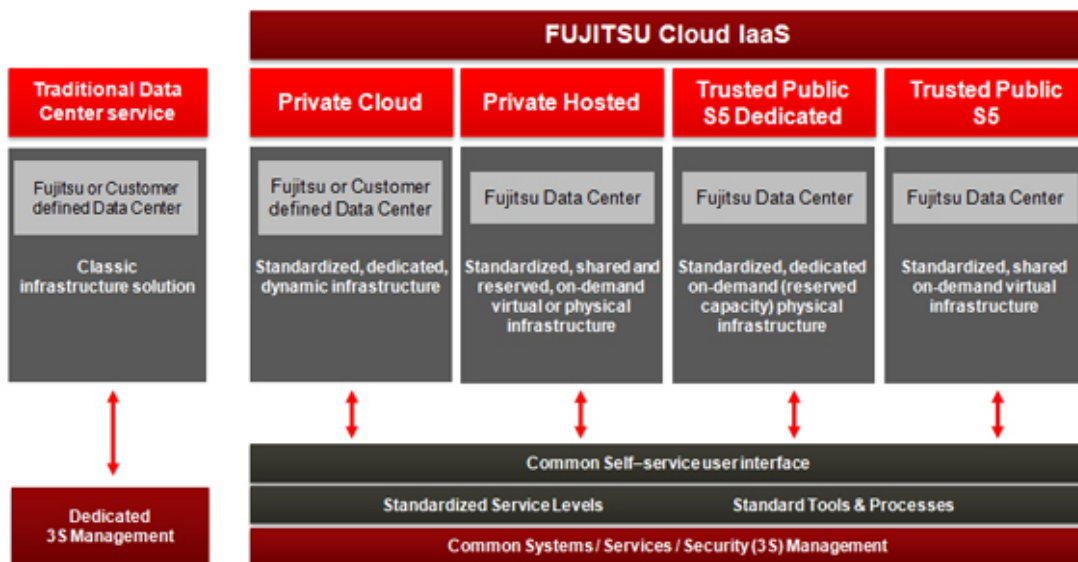 FUJITSU Cloud IaaS
Traditional Data
Center service
Private Cloud
Private Hosted
Trusted Public
S5 Dedicated
Trusted Public
S5
Fujitsu or Customer
defined Data Center
Classic
infrastructure solution
Fujitsu or Customer
defined Data Center
Standardized, dedicated,
dynamic infrastructure
Fujitsu Data Center
Standardized, shared and
reserved, on-demand
virtual or physical
infrastructure
Fujitsu Data Center
Standardized, dedicated
on-demand (reserved
capacity) physical
infrastructure
Fujitsu Data Center
Standardized, shared
on-demand virtual
infrastructure
Common Self–service user interface
Standardized Service Levels
Standard Tools & Processes
Dedicated
3S Management
Common Systems / Services / Security (3S) Management